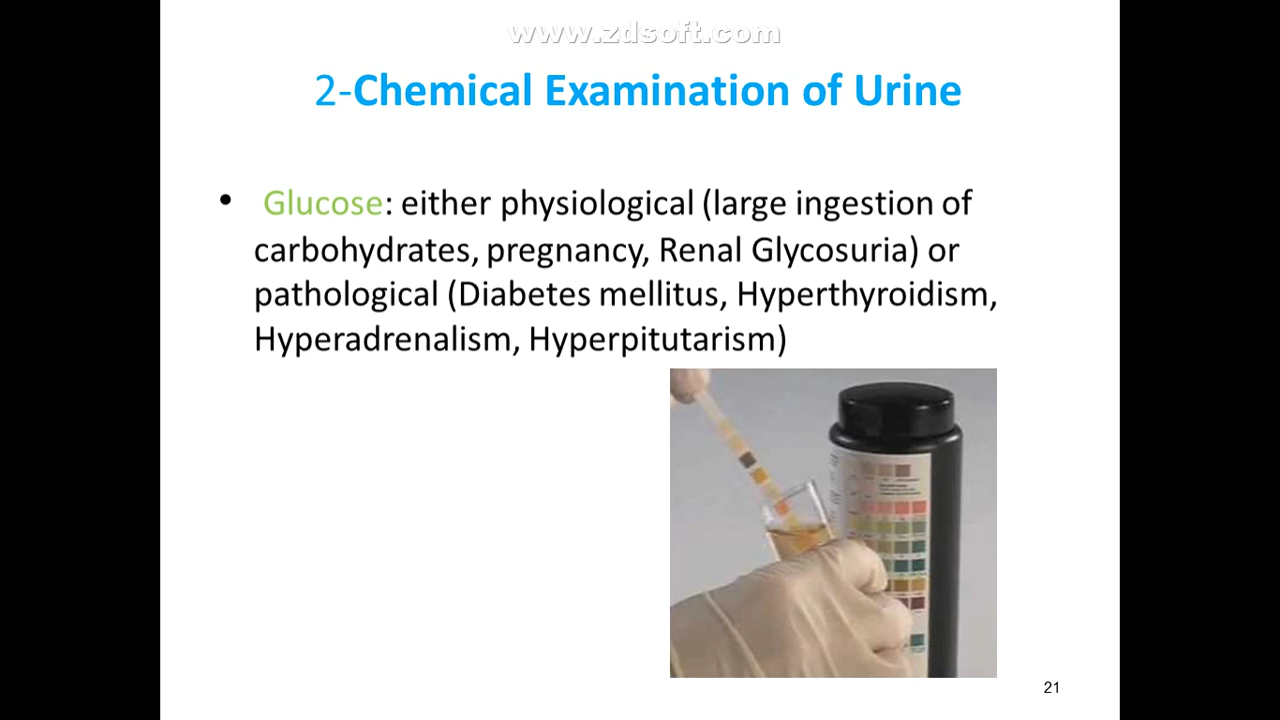 www.zdsoft.com
2-Chemical Examination of Urine
• Glucose: either physiological (large ingestion of
carbohydrates, pregnancy, Renal Glycosuria) or
pathological (Diabetes mellitus, Hyperthyroidism,
Hyperadrenalism, Hyperpitutarism)
21